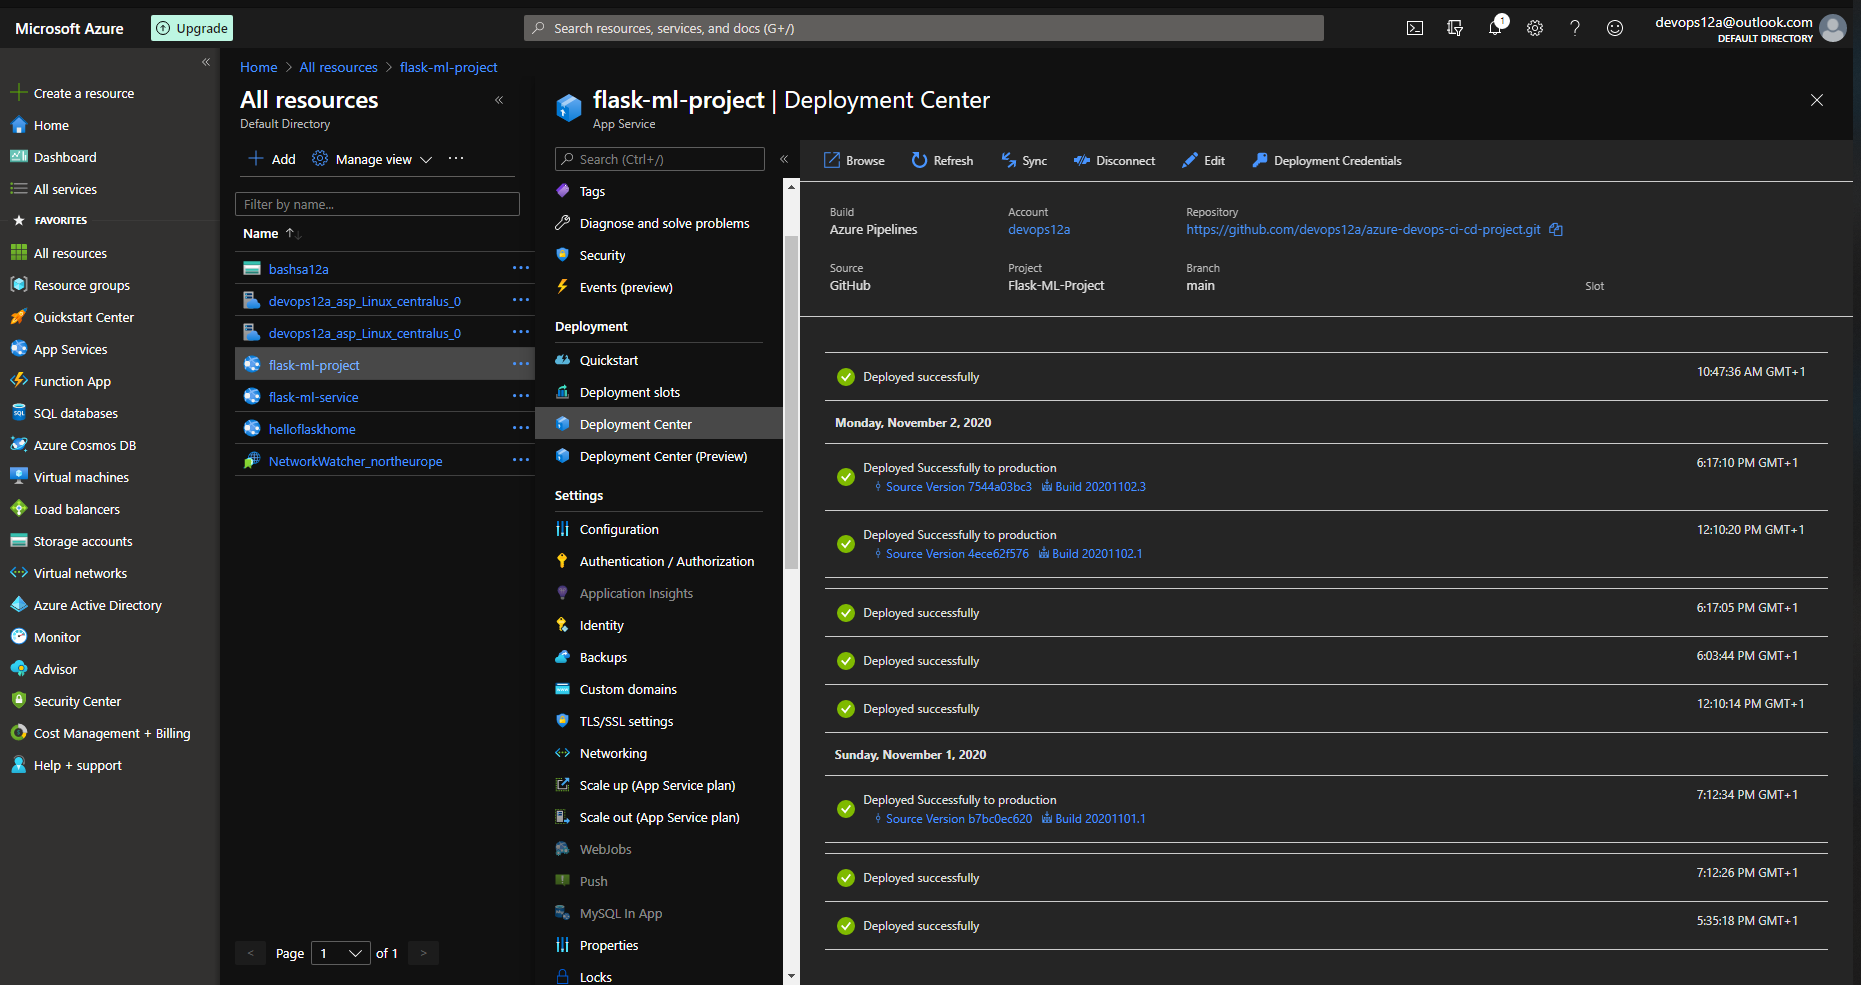 Microsoft Azure
Upgrade
Search resources, services, and docs (G+/)
1
devops12a@outlook.com
DEFAULT DIRECTORY
Create a resource
Home
Dashboard
All services
FAVORITES
All resources
Resource groups
Quickstart Center
App Services
Function App
SQL databases
Azure Cosmos DB
Virtual machines
Load balancers
Storage accounts
Virtual networks
Azure Active Directory
Monitor
Advisor
Security Center
Cost Management + Billing
Help + support
Home > All resources > flask-ml-project
All resources
Default Directory
Add
Manage view
Filter by name...
Name
bashsa12a
devops12a_asp_Linux_centralus_0
devops12a_asp_Linux_centralus_0
flask-ml-project
flask-ml-service
helloflaskhome
NetworkWatcher_northeurope
< Page 1 of 1 >
flask-ml-project | Deployment Center
App Service
Search (Ctrl+/)
Tags
Diagnose and solve problems
Security
Events (preview)
Deployment
Quickstart
Deployment slots
Deployment Center
Deployment Center (Preview)
Settings
Configuration
Authentication / Authorization
Application Insights
Identity
Backups
Custom domains
TLS/SSL settings
Networking
Scale up (App Service plan)
Scale out (App Service plan)
WebJobs
Push
MySQL In App
Properties
Locks
Browse
Refresh
Sync
Disconnect
Edit
Deployment Credentials
Build
Azure Pipelines
Account
devops12a
Repository
https://github.com/devops12a/azure-devops-ci-cd-project.git
Source
GitHub
Project
Flask-ML-Project
Branch
main
Slot
Deployed successfully 10:47:36 AM GMT+1
Monday, November 2, 2020
Deployed Successfully to production 6:17:10 PM GMT+1
Source Version 7544a03bc3 Build 20201102.3
Deployed Successfully to production 12:10:20 PM GMT+1
Source Version 4ece62f576 Build 20201102.1
Deployed successfully 6:17:05 PM GMT+1
Deployed successfully 6:03:44 PM GMT+1
Deployed successfully 12:10:14 PM GMT+1
Sunday, November 1, 2020
Deployed Successfully to production 7:12:34 PM GMT+1
Source Version b7bc0ec620 Build 20201101.1
Deployed successfully 7:12:26 PM GMT+1
Deployed successfully 5:35:18 PM GMT+1